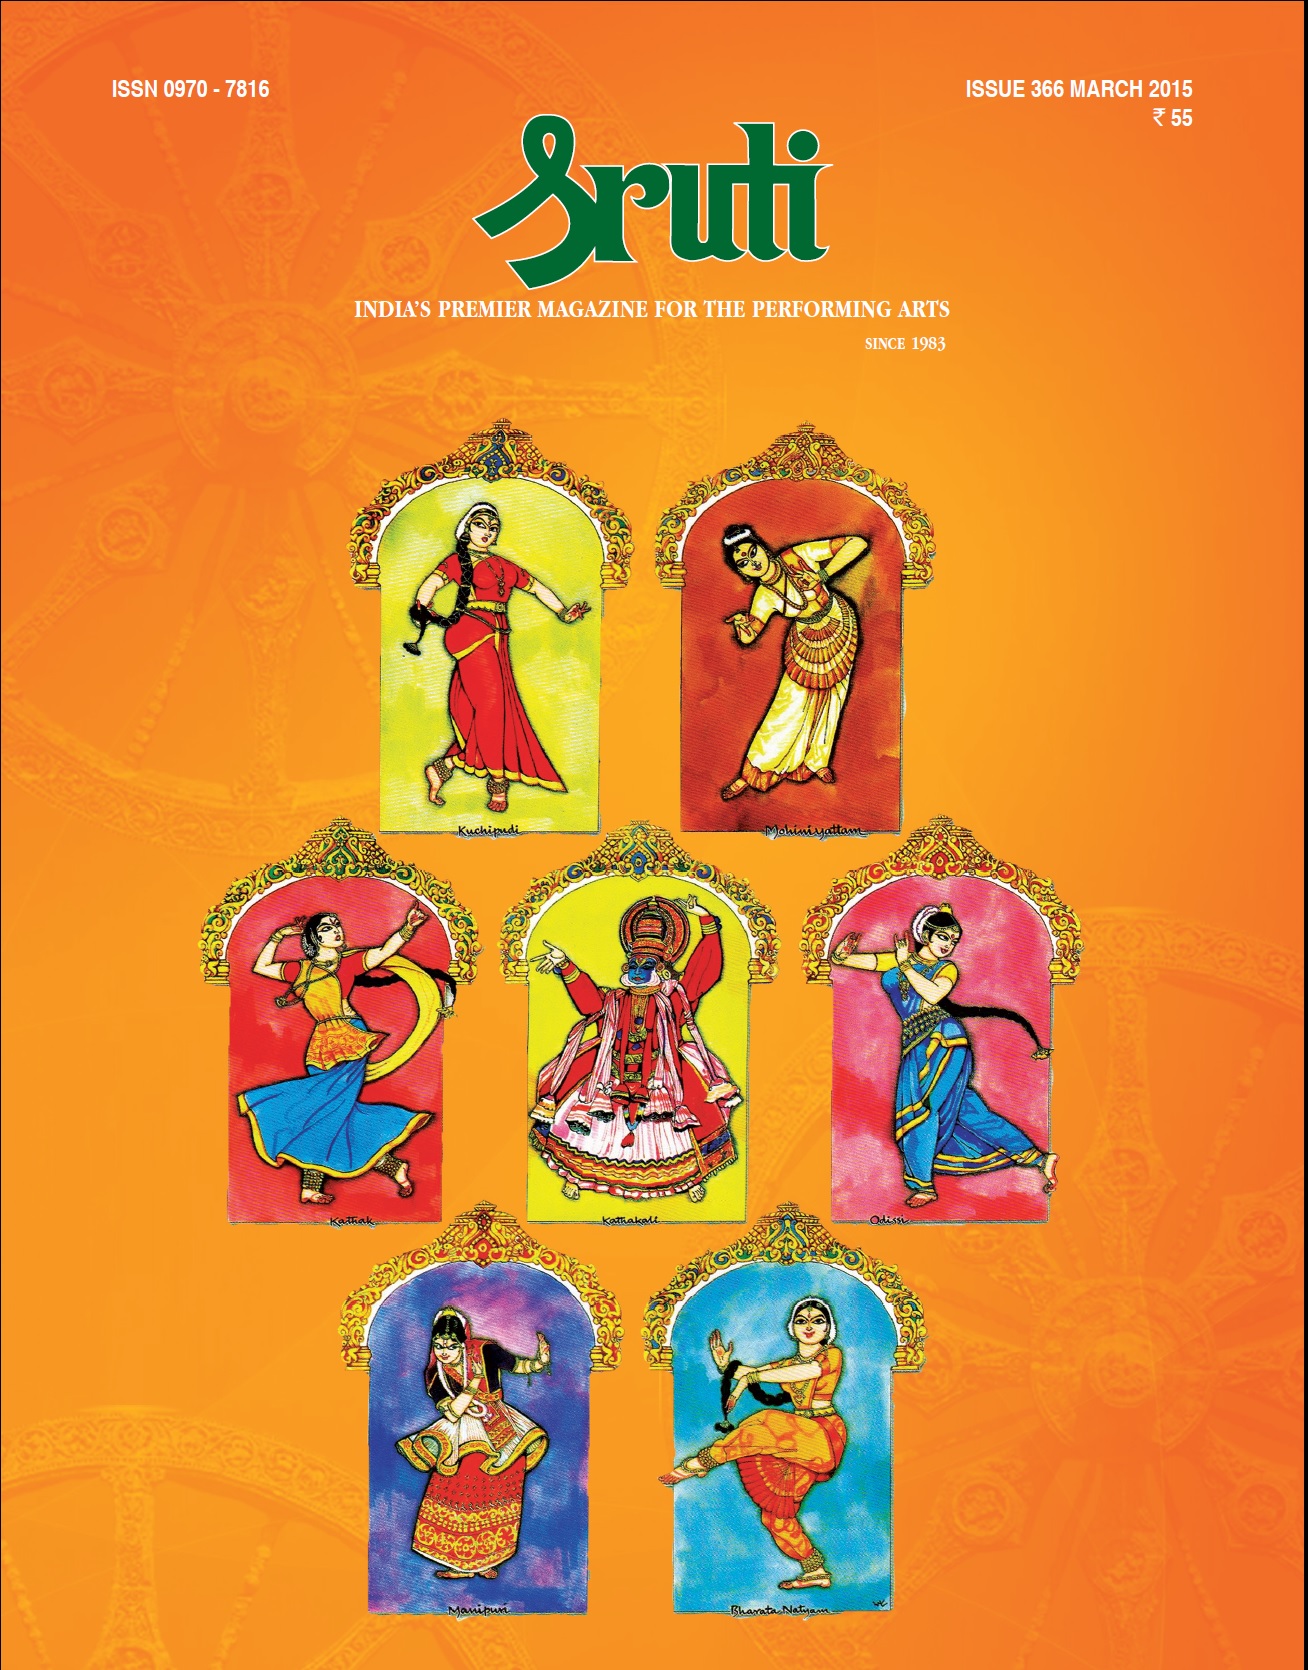 ISSN 0970 - 7816
ISSUE 366 MARCH 2015
₹ 55
Sruti
INDIA'S PREMIER MAGAZINE FOR THE PERFORMING ARTS
SINCE 1983
Kuchipudi
Mohiniyattam
Kathak
Kathakali
Odissi
Manipuri
Bharata Natyam